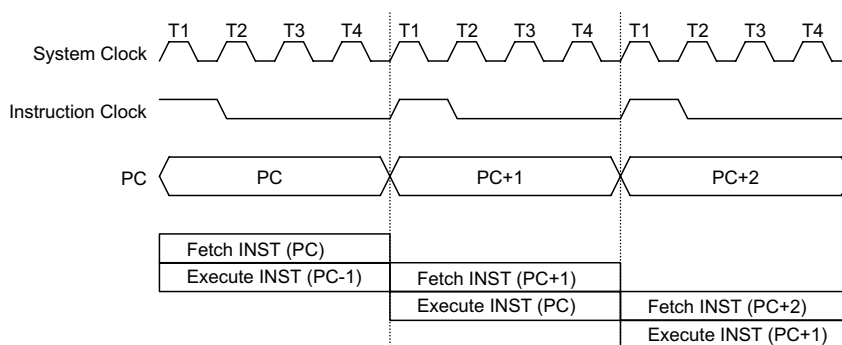 T1 T2 T3 T4 T1 T2 T3 T4 T1 T2 T3 T4
System Clock
Instruction Clock
PC PC PC+1 PC+2
Fetch INST (PC)
Execute INST (PC-1) Fetch INST (PC+1)
Execute INST (PC) Fetch INST (PC+2)
Execute INST (PC+1)